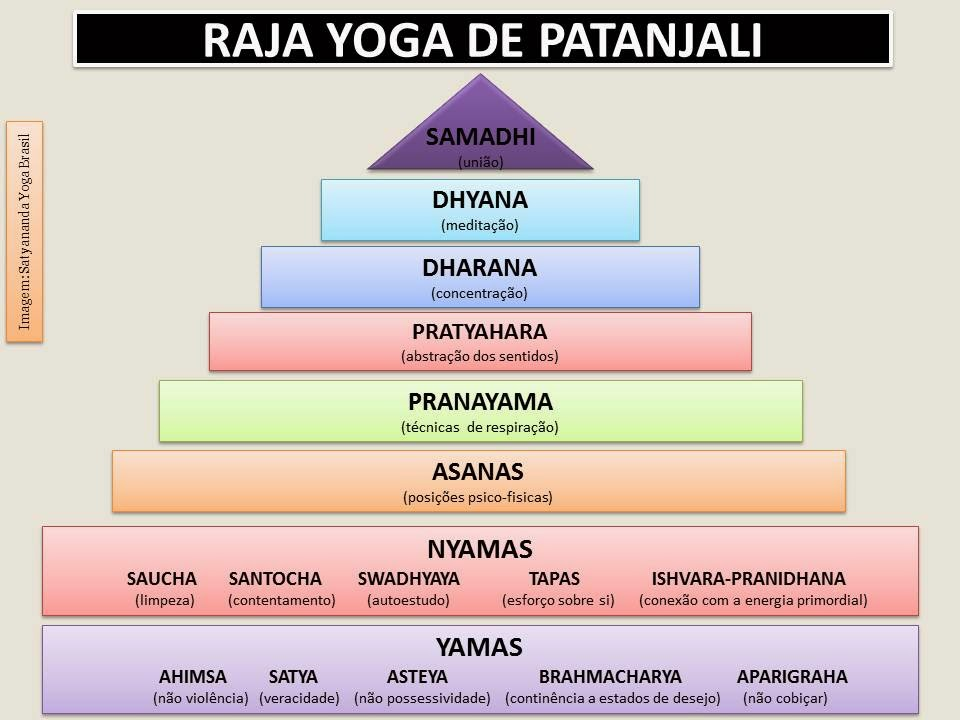 RAJA YOGA DE PATANJALI
SAMADHI
(união)
DHYANA
(meditação)
DHARANA
(concentração)
PRATYAHARA
(abstração dos sentidos)
PRANAYAMA
(técnicas de respiração)
ASANAS
(posições psico-fisicas)
NYAMAS
SAUCHA SANTOCHA SWADHYAYA TAPAS ISHVARA-PRANIDHANA
(limpeza) (contentamento) (autoestudo) (esforço sobre si) (conexão com a energia primordial)
YAMAS
AHIMSA SATYA ASTEYA BRAHMACHARYA APARIGRAHA
(não violência) (veracidade) (não possessividade) (continência a estados de desejo) (não cobiçar)
Imagem: Satyananda Yoga Brasil